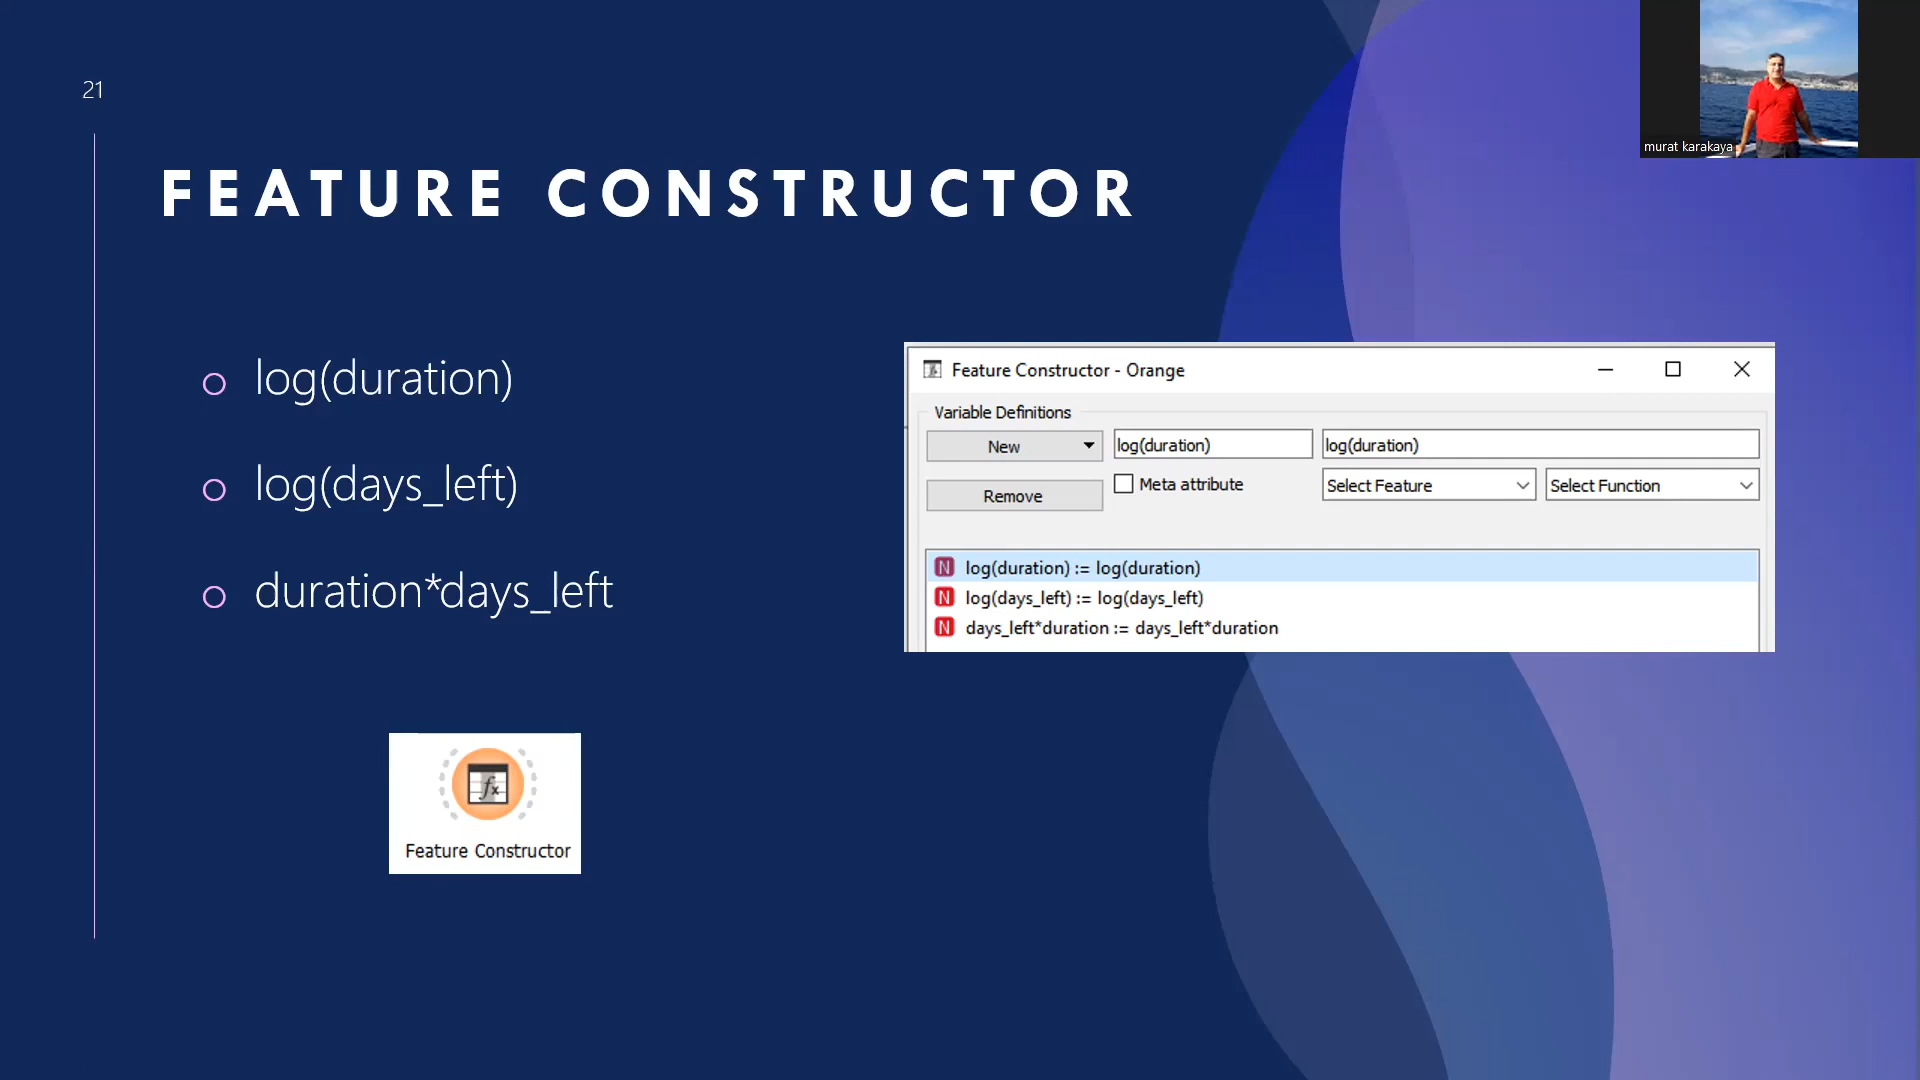 21
murat karakaya
FEATURE CONSTRUCTOR
log(duration)
log(days_left)
duration*days_left
Feature Constructor
Feature Constructor - Orange
Variable Definitions
New
log(duration)
log(duration)
Remove
Meta attribute
Select Feature
Select Function
N log(duration) := log(duration)
N log(days_left) := log(days_left)
N days_left*duration := days_left*duration